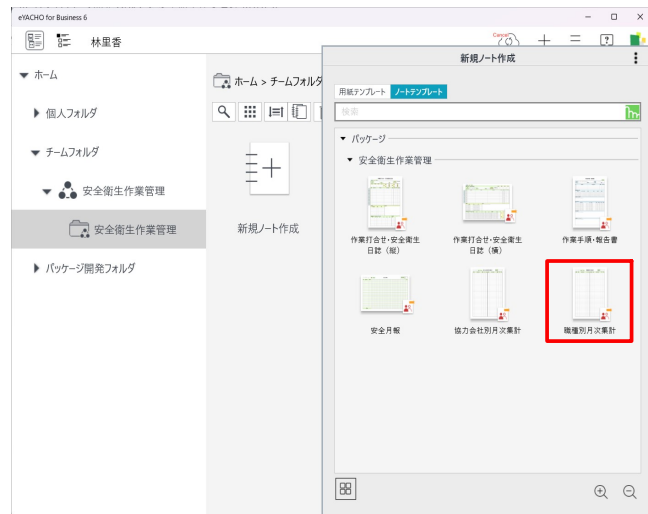 eYACHO for Business 6
林里香
Cancel
新規ノート作成
ホーム
ホーム > チームフォルダ
用紙テンプレート ノートテンプレート
検索
個人フォルダ
パッケージ
チームフォルダ
安全衛生作業管理
安全衛生作業管理
安全衛生作業管理
新規ノート作成
作業打合せ・安全衛生
日誌（縦）
作業打合せ・安全衛生
日誌（横）
作業手順・報告書
パッケージ開発フォルダ
安全月報
協力会社別月次集計
職種別月次集計